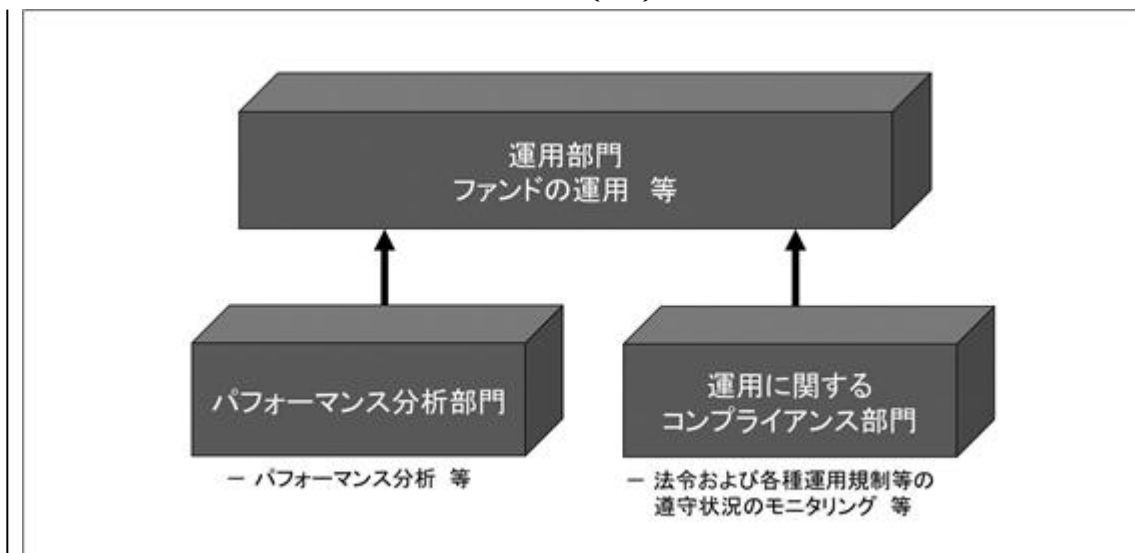 運用部門
ファンドの運用 等
パフォーマンス分析部門
- パフォーマンス分析 等
運用に関する
コンプライアンス部門
- 法令および各種運用規制等の
遵守状況のモニタリング 等